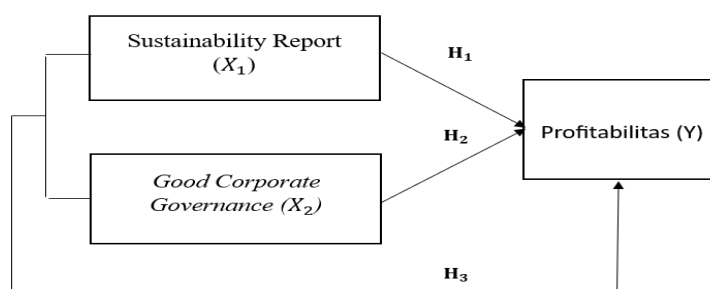 Sustainability Report
(X₁)
H₁
Profitabilitas (Y)
H₂
Good Corporate
Governance (X₂)
H₃